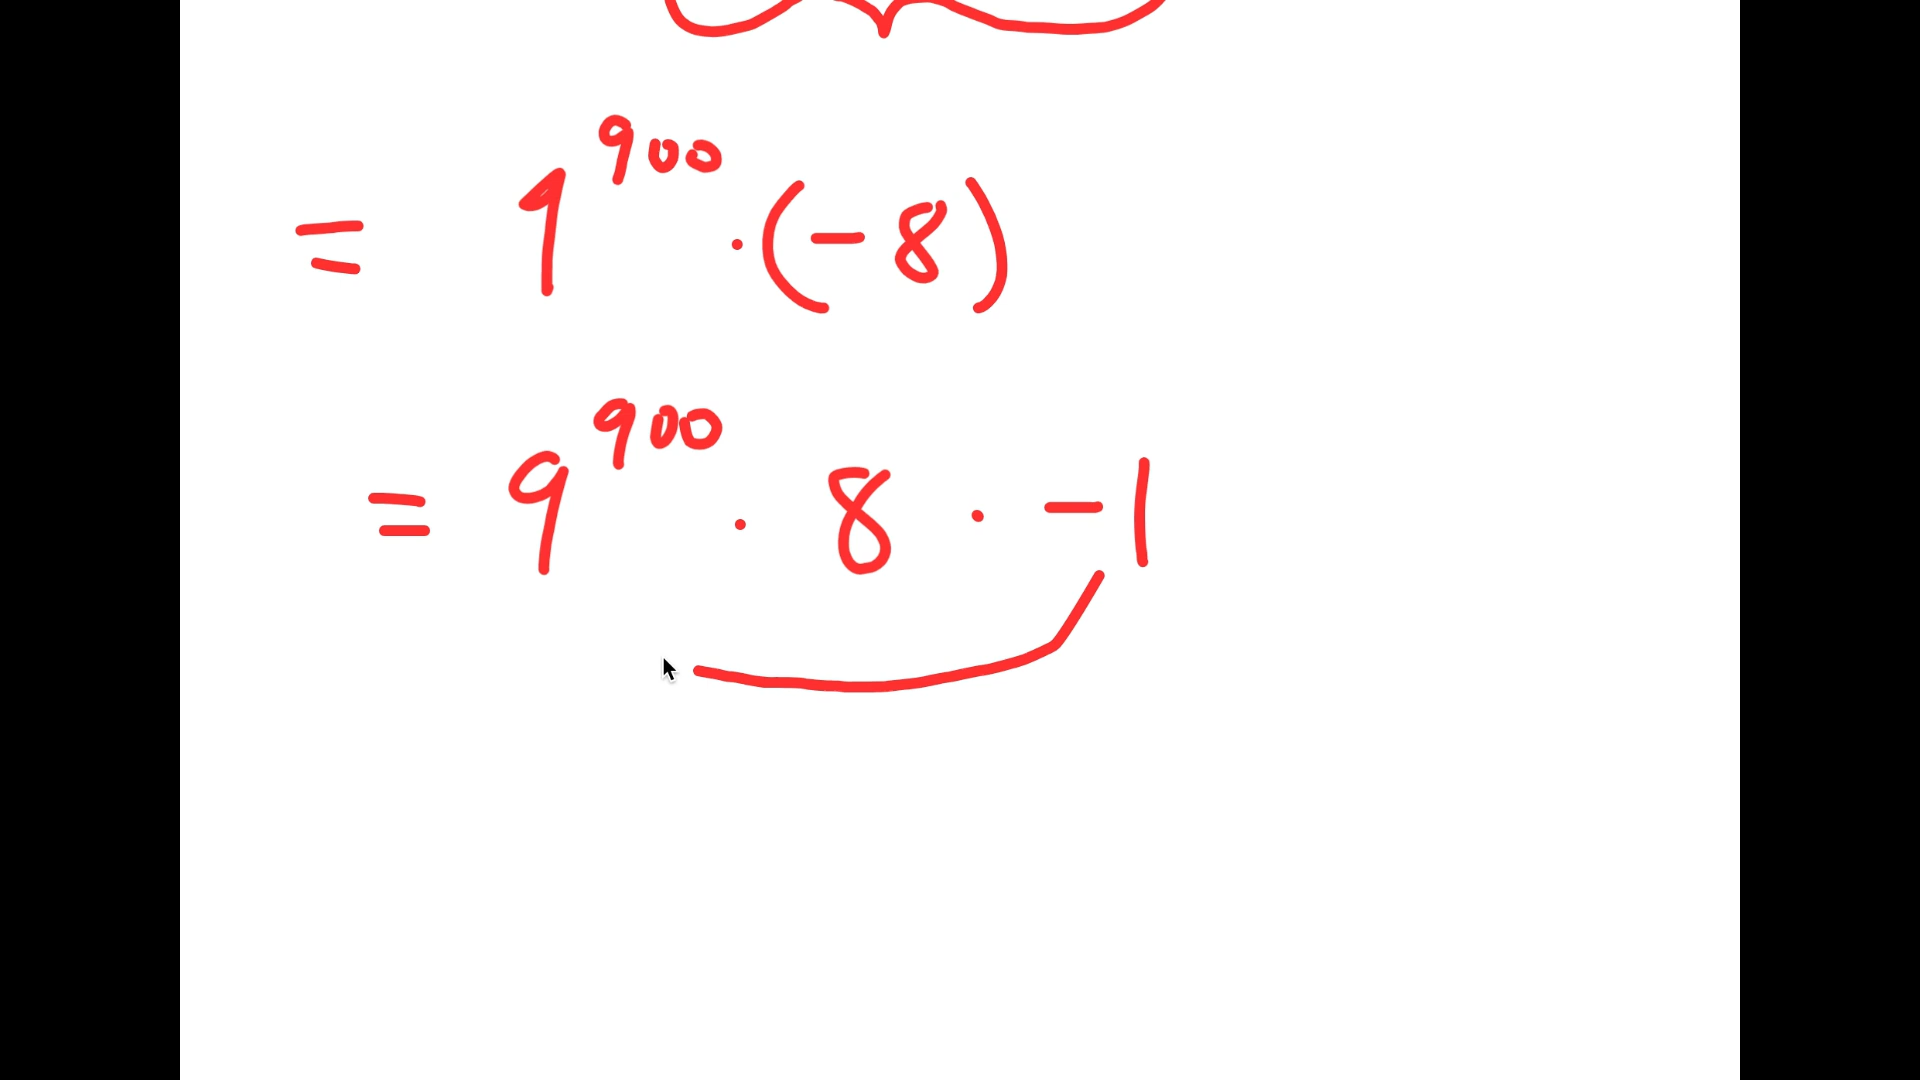 = 9^900 · (-8)
= 9^900 · 8 · -1